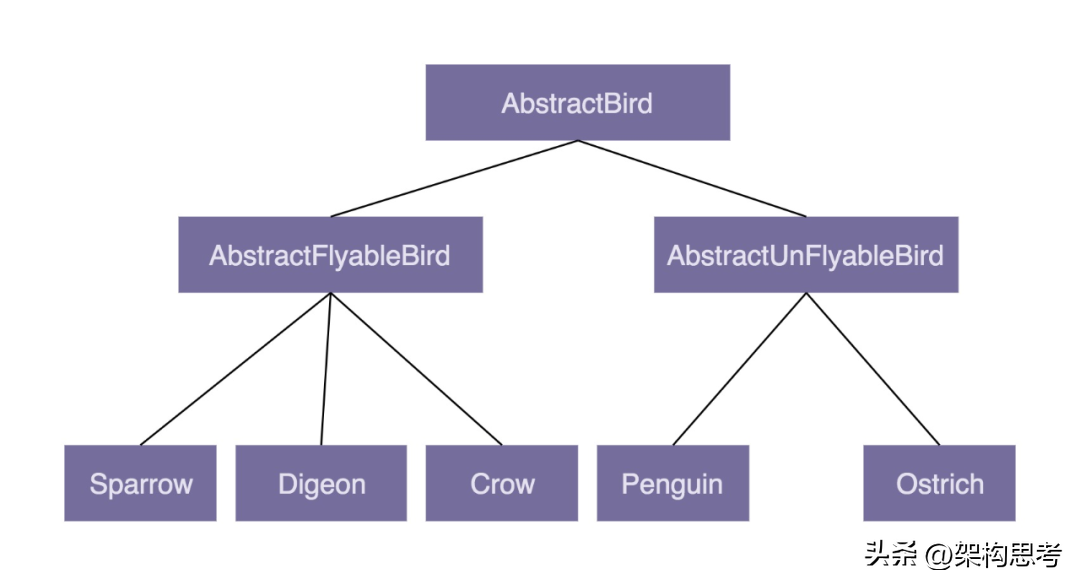 AbstractBird
AbstractFlyableBird
AbstractUnFlyableBird
Sparrow
Digeon
Crow
Penguin
Ostrich
头条 @架构思考